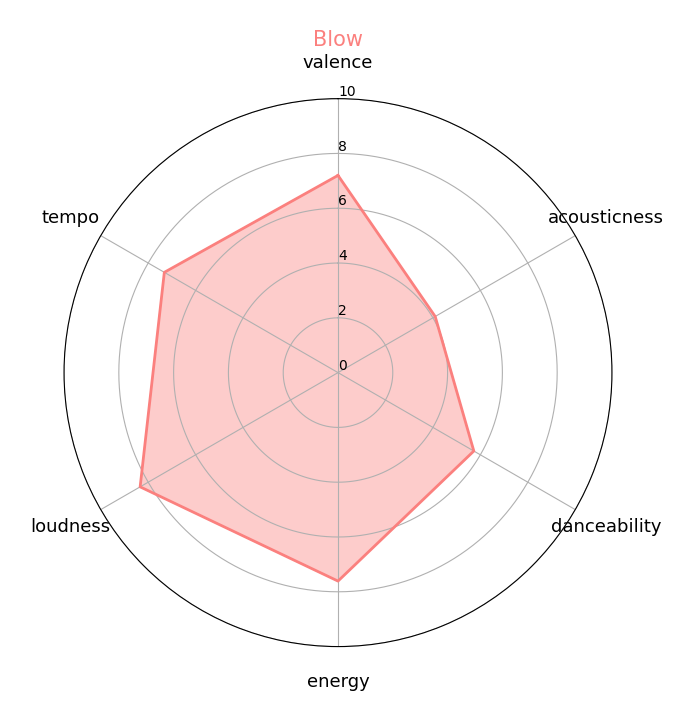 Blow
valence
10
8
tempo
6
acousticness
4
2
0
loudness
danceability
energy